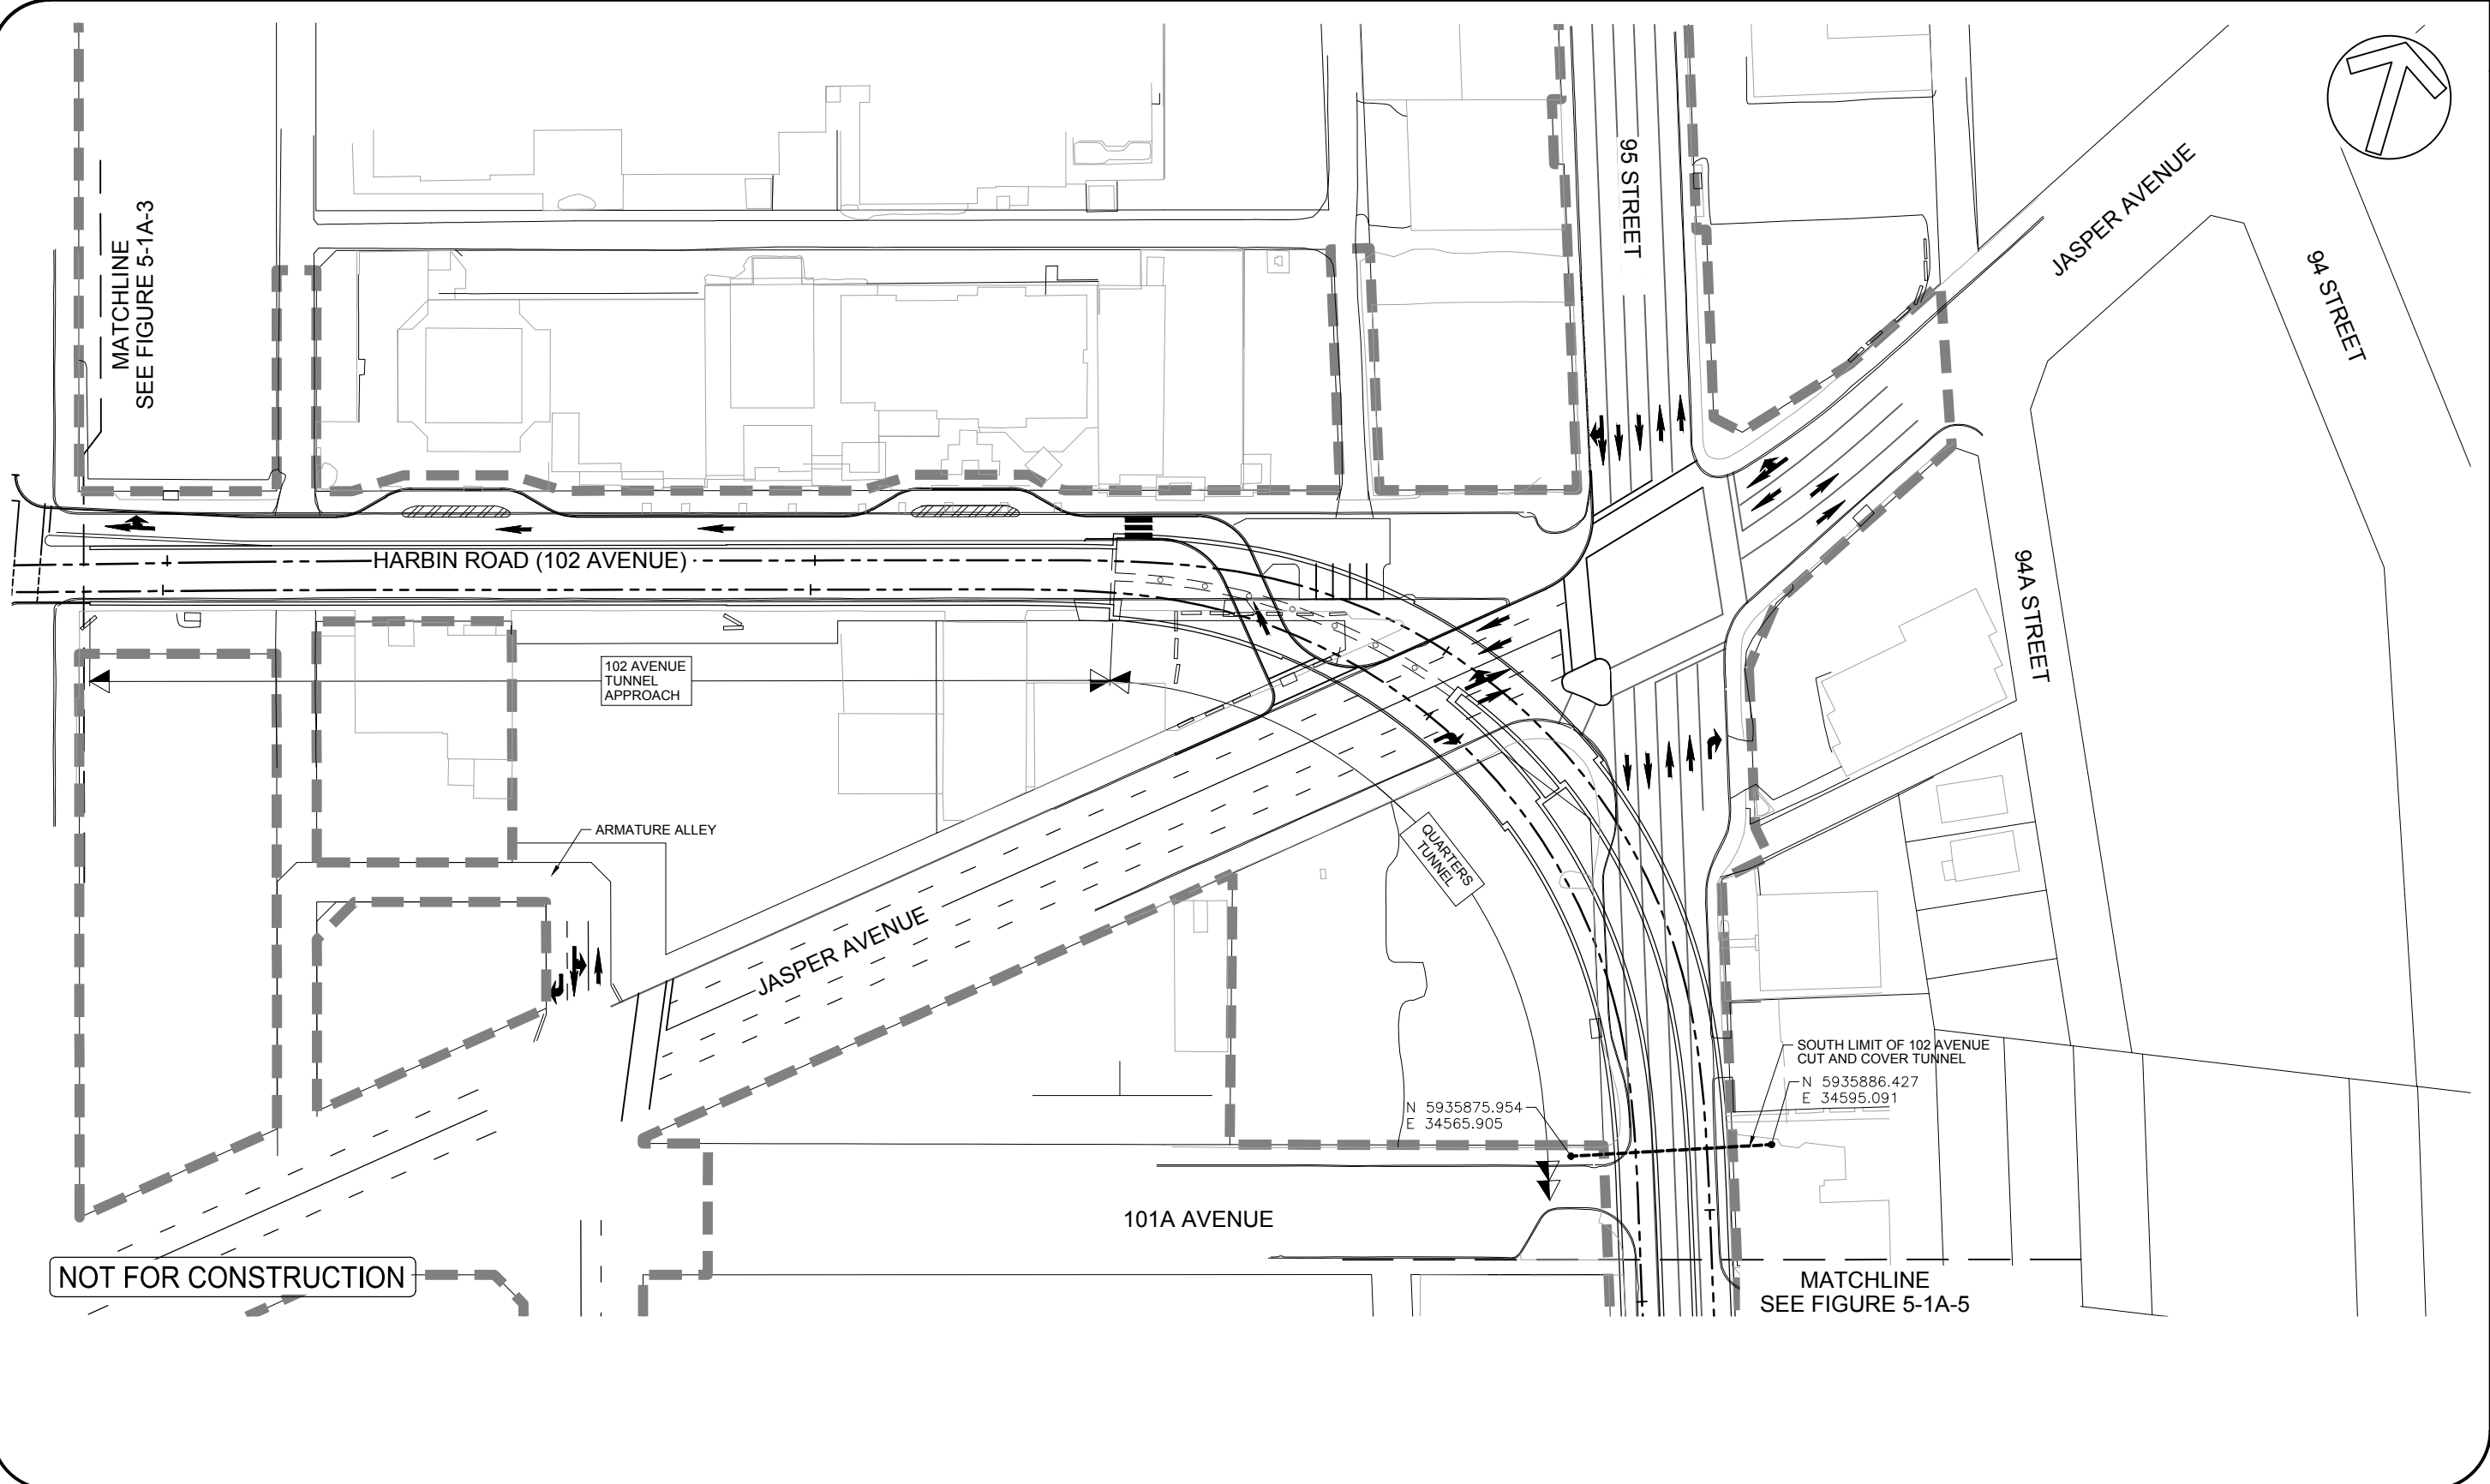 MATCHLINE
SEE FIGURE 5-1A-3
95 STREET
JASPER AVENUE
94 STREET
HARBIN ROAD (102 AVENUE)
94A STREET
102 AVENUE
TUNNEL
APPROACH
ARMATURE ALLEY
QUARTERS
TUNNEL
JASPER AVENUE
SOUTH LIMIT OF 102 AVENUE
CUT AND COVER TUNNEL
N 5935886.427
E 34595.091
N 5935875.954
E 34565.905
101A AVENUE
NOT FOR CONSTRUCTION
MATCHLINE
SEE FIGURE 5-1A-5